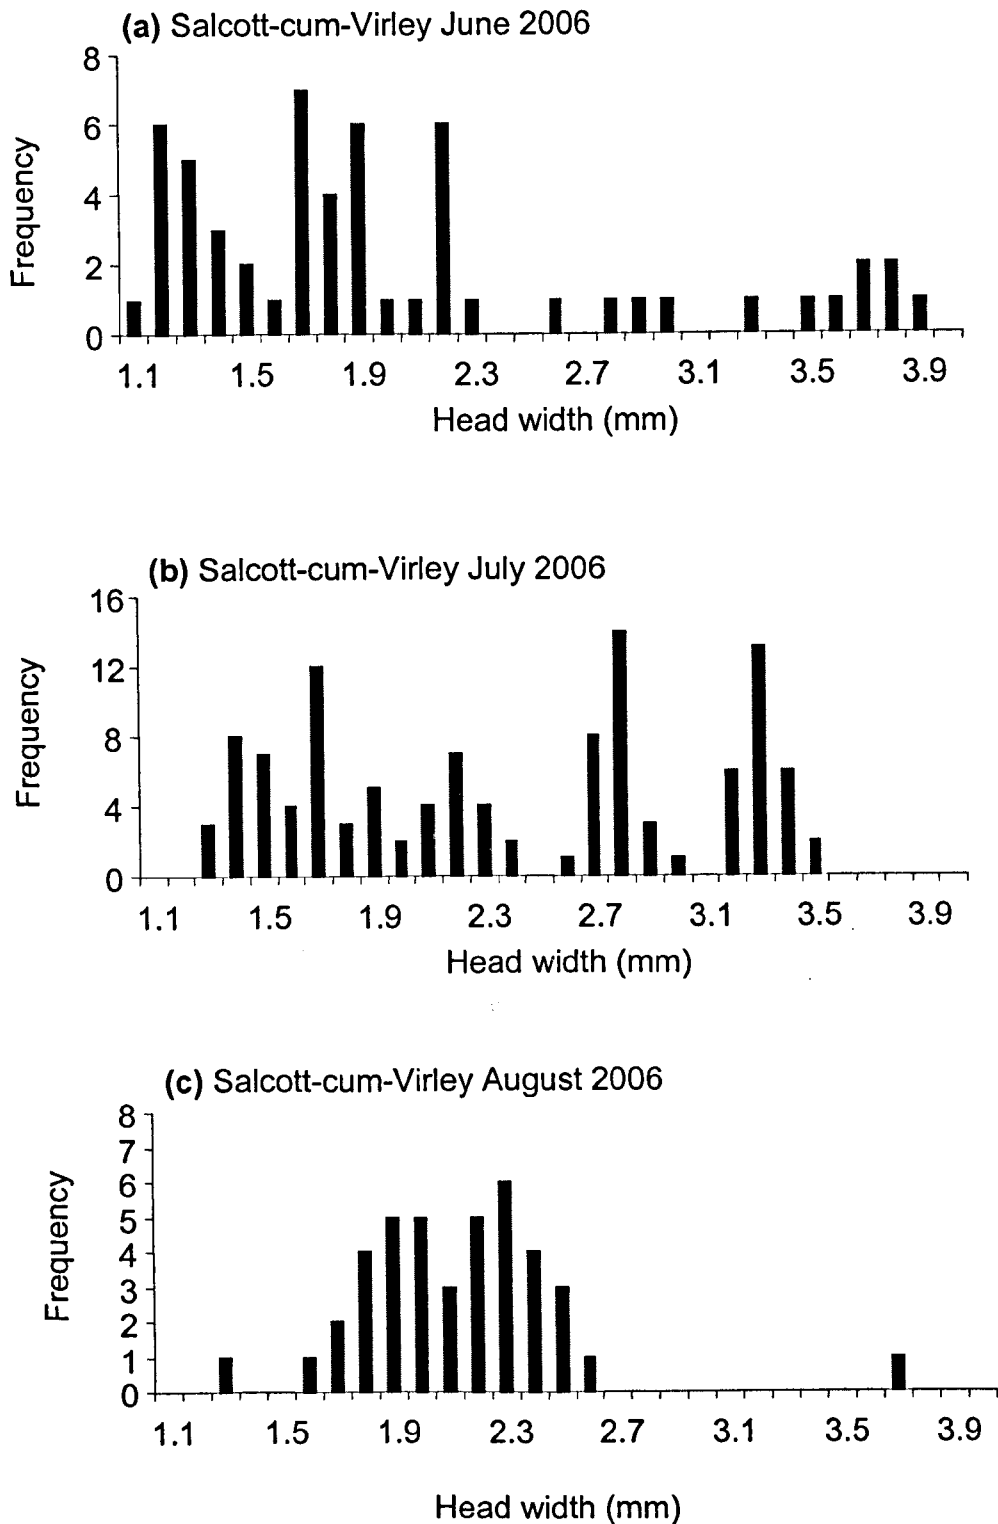 (a) Salcott-cum-Virley June 2006
8
6
4
2
0
Frequency
1.1 1.5 1.9 2.3 2.7 3.1 3.5 3.9
Head width (mm)
(b) Salcott-cum-Virley July 2006
16
12
8
4
0
Frequency
1.1 1.5 1.9 2.3 2.7 3.1 3.5 3.9
Head width (mm)
(c) Salcott-cum-Virley August 2006
8
7
6
5
4
3
2
1
0
Frequency
1.1 1.5 1.9 2.3 2.7 3.1 3.5 3.9
Head width (mm)